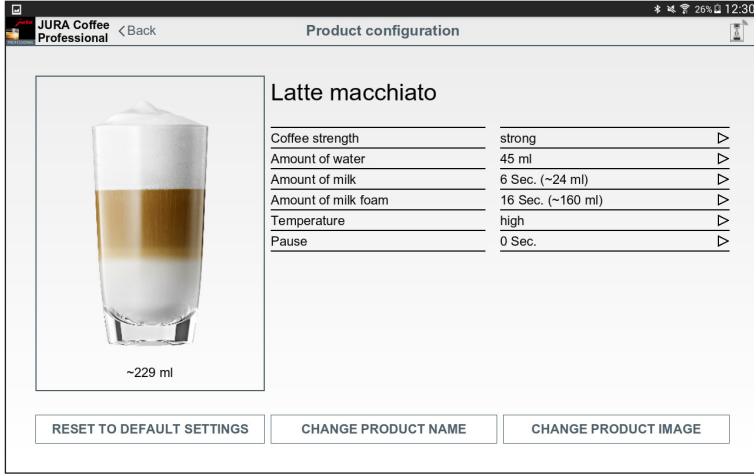 26% 12:30
JURA Coffee
Professional
Back
Product configuration
Latte macchiato
Coffee strength strong
Amount of water 45 ml
Amount of milk 6 Sec. (~24 ml)
Amount of milk foam 16 Sec. (~160 ml)
Temperature high
Pause 0 Sec.
~229 ml
RESET TO DEFAULT SETTINGS CHANGE PRODUCT NAME CHANGE PRODUCT IMAGE